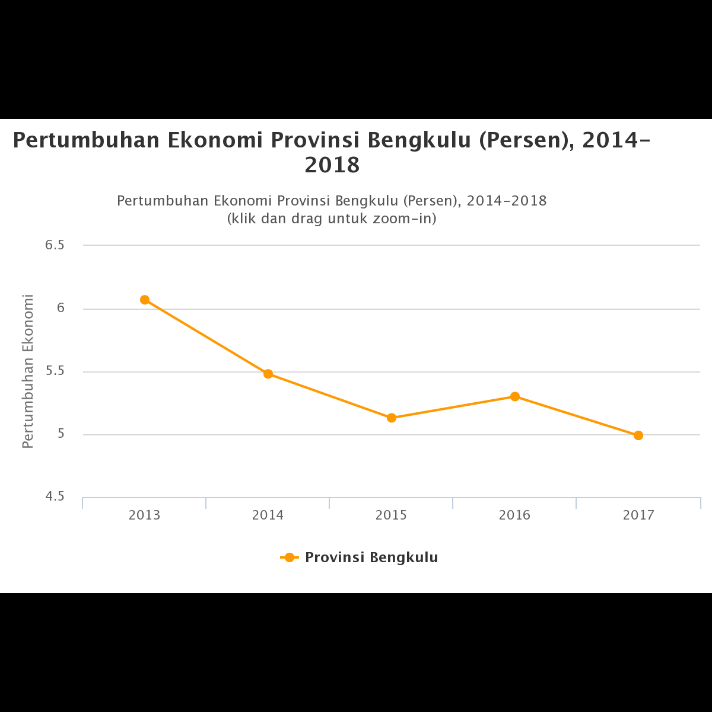 Pertumbuhan Ekonomi Provinsi Bengkulu (Persen), 2014-
2018
Pertumbuhan Ekonomi Provinsi Bengkulu (Persen), 2014-2018
(klik dan drag untuk zoom-in)
Pertumbuhan Ekonomi
6.5
6
5.5
5
4.5
2013 2014 2015 2016 2017
Provinsi Bengkulu